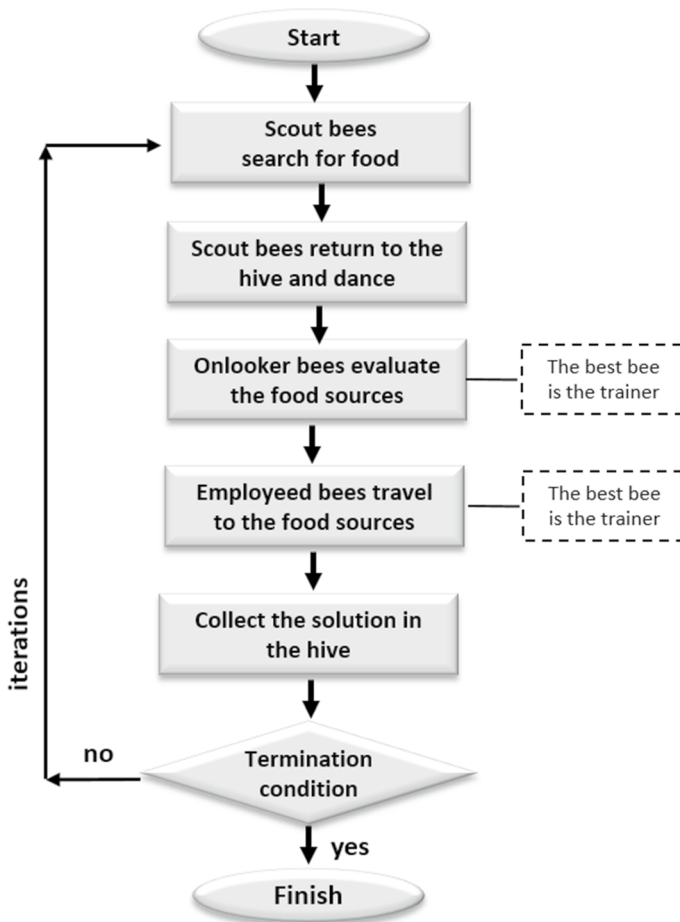 Start
Scout bees
search for food
Scout bees return to the
hive and dance
Onlooker bees evaluate
the food sources
The best bee
is the trainer
Employeed bees travel
to the food sources
The best bee
is the trainer
Collect the solution in
the hive
iterations
no
Termination
condition
yes
Finish